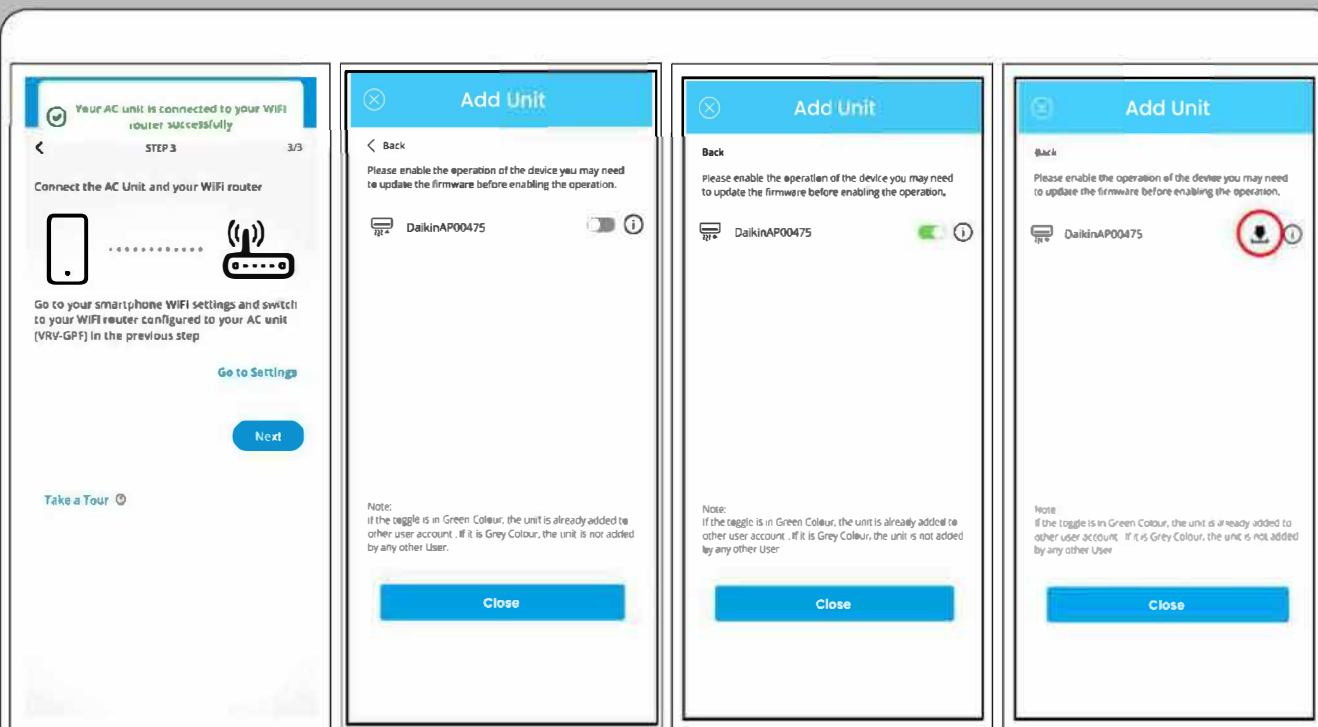 Your AC unit is connected to your WiFi
router successfully
STEP 3
3/3
Connect the AC Unit and your WiFi router
Go to your smartphone WiFi settings and switch
to your WiFi router configured to your AC unit
(VRV-GPF) in the previous step
Go to Settings
Next
Take a Tour
Add Unit
Back
Please enable the operation of the device you may need
to update the firmware before enabling the operation.
DaikinAP00475
Note:
If the toggle is in Green Colour, the unit is already added to
other user account . If it is Grey Colour, the unit is not added
by any other User.
Close
Add Unit
Back
Please enable the operation of the device you may need
to update the firmware before enabling the operation.
DaikinAP00475
Note:
If the toggle is in Green Colour, the unit is already added to
other user account . If it is Grey Colour, the unit is not added
by any other User
Close
Add Unit
Back
Please enable the operation of the device you may need
to update the firmware before enabling the operation.
DaikinAP00475
Note
If the toggle is in Green Colour, the unit is already added to
other user account . If it is Grey Colour, the unit is not added
by any other User
Close